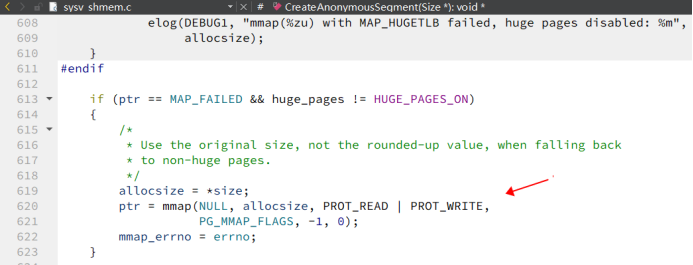 sysv shmem.c CreateAnonymousSegment(Size *): void *
608 elog(DEBUG1, "mmap(%zu) with MAP_HUGETLB failed, huge pages disabled: %m",
609 allocsize);
610 }
611 #endif
612
613 if (ptr == MAP_FAILED && huge_pages != HUGE_PAGES_ON)
614 {
615 /*
616 * Use the original size, not the rounded-up value, when falling back
617 * to non-huge pages.
618 */
619 allocsize = *size;
620 ptr = mmap(NULL, allocsize, PROT_READ | PROT_WRITE,
621 PG_MMAP_FLAGS, -1, 0);
622 mmap_errno = errno;
623 }